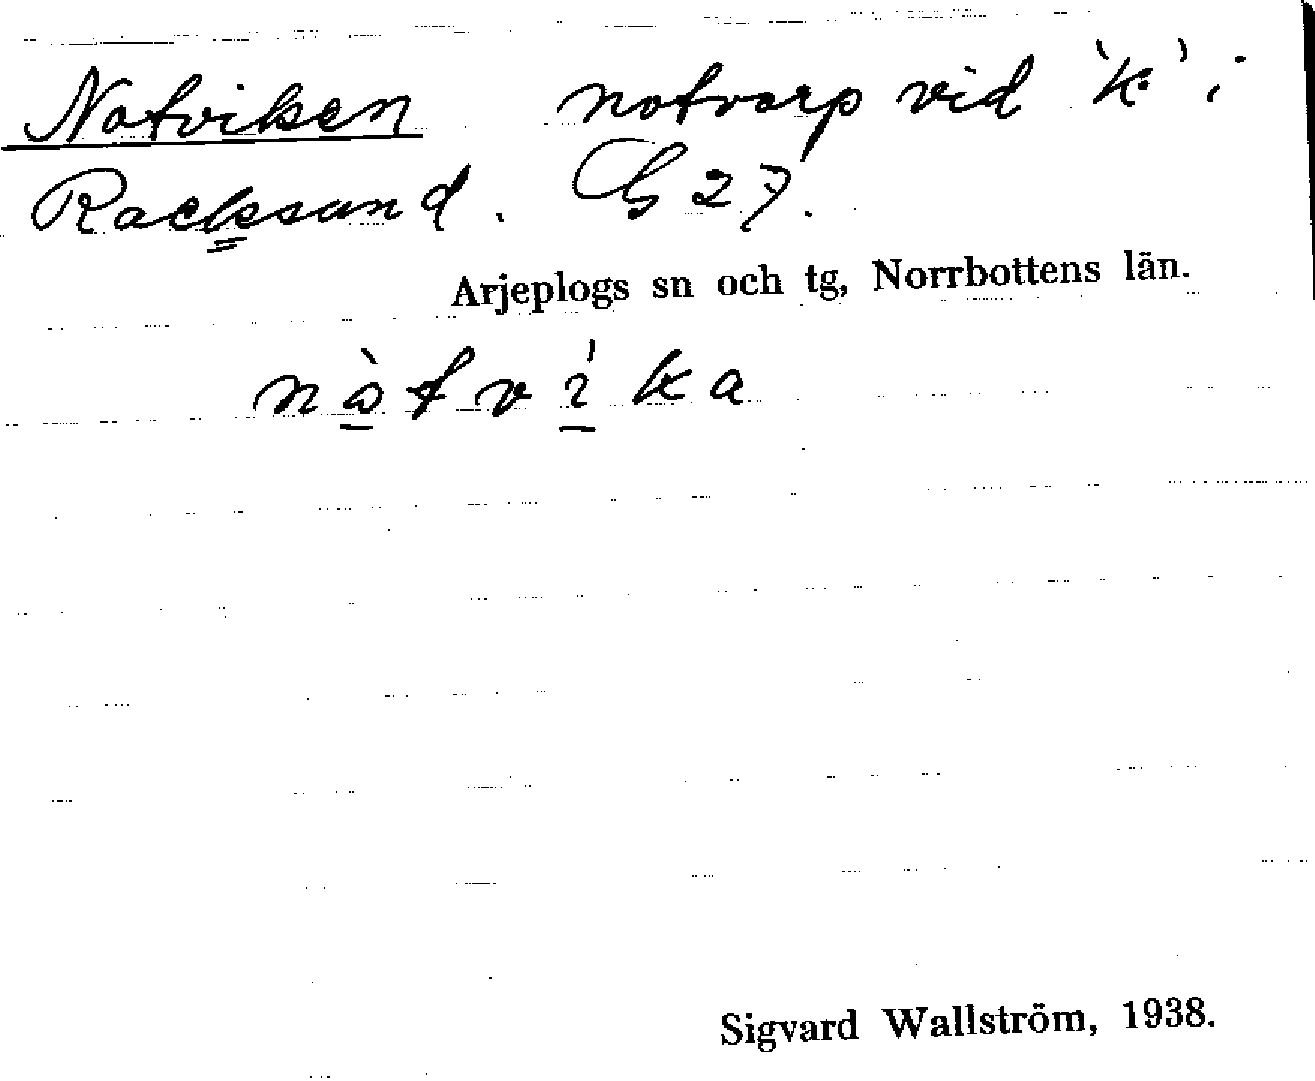 Notviken notvarp vid 'k' i
Racksund. G 27.
Arjeplogs sn och tg, Norrbottens län.
nòtvíka
Sigvard Wallström, 1938.